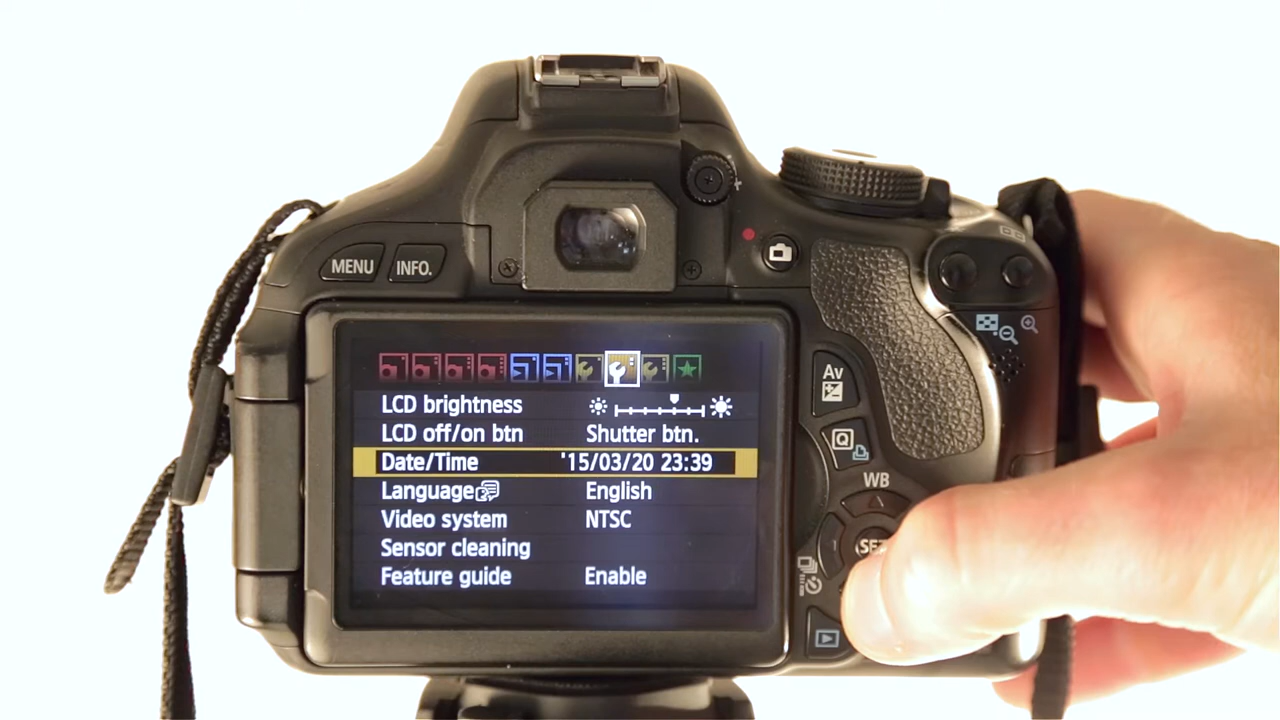 MENU
INFO.
LCD brightness
LCD off/on btn Shutter btn.
Date/Time '15/03/20 23:39
Language English
Video system NTSC
Sensor cleaning
Feature guide Enable
Av
Q
WB
SET